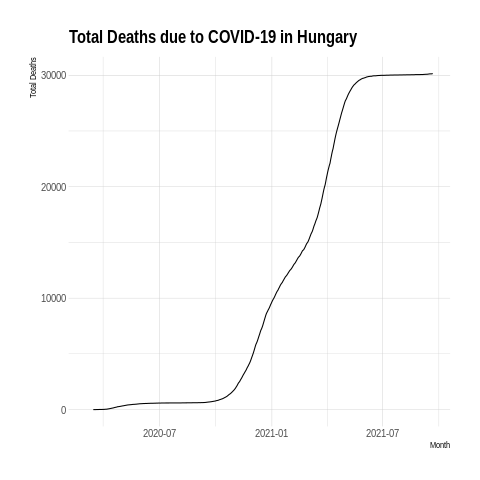 Total Deaths due to COVID-19 in Hungary
Total Deaths
30000
20000
10000
0
2020-07
2021-01
2021-07
Month